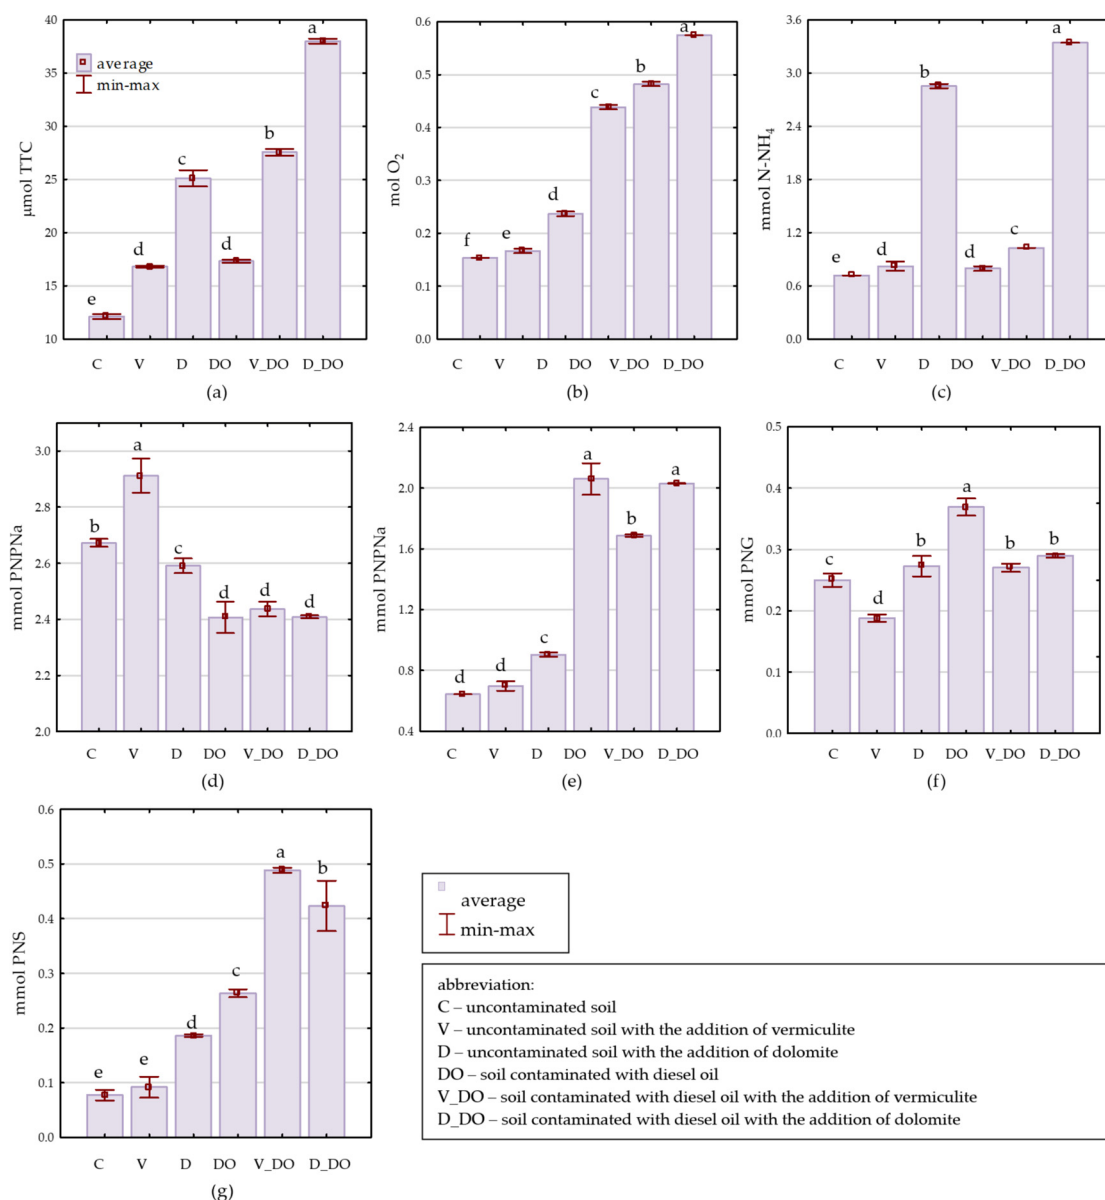 40
35
30
25
20
15
10
μmol TTC
average
min-max
e
d
c
d
b
a
C V D DO V_DO D_DO
(a)
0.6
0.5
0.4
0.3
0.2
0.1
0.0
mol O2
f
e
d
c
b
a
C V D DO V_DO D_DO
(b)
3.6
3.0
2.4
1.8
1.2
0.6
0.0
mmol N-NH4
e
d
b
d
c
a
C V D DO V_DO D_DO
(c)
3.0
2.8
2.6
2.4
2.2
2.0
mmol PNPNa
b
a
c
d
d
d
C V D DO V_DO D_DO
(d)
2.4
2.0
1.6
1.2
0.8
0.4
mmol PNPNa
d
d
c
a
b
a
C V D DO V_DO D_DO
(e)
0.5
0.4
0.3
0.2
0.1
0.0
mmol PNG
c
d
b
a
b
b
C V D DO V_DO D_DO
(f)
0.6
0.5
0.4
0.3
0.2
0.1
0.0
mmol PNS
e
e
d
c
a
b
C V D DO V_DO D_DO
(g)
average
min-max
abbreviation:
C – uncontaminated soil
V – uncontaminated soil with the addition of vermiculite
D – uncontaminated soil with the addition of dolomite
DO – soil contaminated with diesel oil
V_DO – soil contaminated with diesel oil with the addition of vermiculite
D_DO – soil contaminated with diesel oil with the addition of dolomite